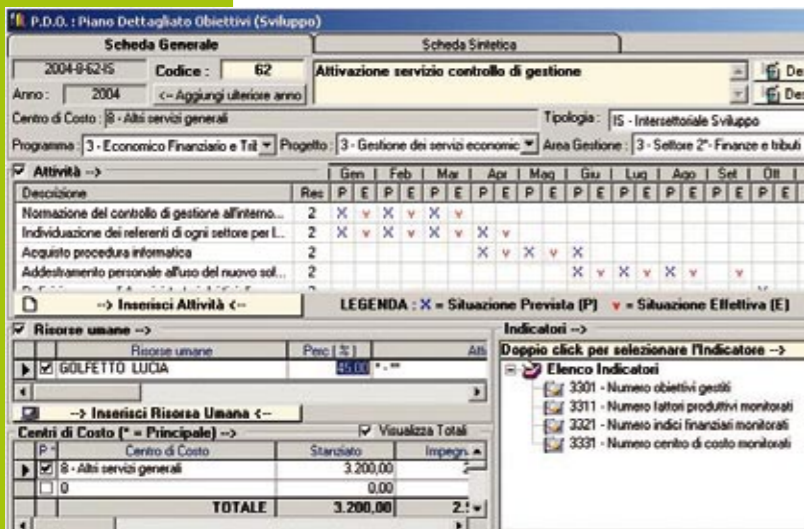 P.D.O. : Piano Dettagliato Obiettivi (Sviluppo)
Scheda Generale Scheda Sintetica
2004-8-62-IS Codice : 62 Attivazione servizio controllo di gestione De
Anno : 2004 <-- Aggiungi ulteriore anno Des
Centro di Costo : 8 - Altri servizi generali Tipologia : IS - Intersettoriale Sviluppo
Programma : 3 - Economico Finanziario e Trib Progetto : 3 - Gestione dei servizi economic Area Gestione : 3 - Settore 2°- Finanze e tributi
Attività --> Gen Feb Mar Apr Mag Giu Lug Ago Set Ott
Descrizione Res P E P E P E P E P E P E P E P E P E P E
Normazione del controllo di gestione all'interno... 2 X v X v X v
Individuazione dei referenti di ogni settore per l... 2 X v X v X v X v
Acquisto procedura informatica 2 X v X v X
Addestramento personale all'uso del nuovo sof... 2 X v X v X v v
--> Inserisci Attività <-- LEGENDA : X = Situazione Prevista (P) v = Situazione Effettiva (E)
Risorse umane --> Indicatori -->
Risorse umane Perc (%) Atti Doppio click per selezionare l'Indicatore -->
GOLFETTO LUCIA 45.00 * - ** Elenco Indicatori
3301 - Numero obiettivi gestiti
3311 - Numero fattori produttivi monitorati
--> Inserisci Risorsa Umana <-- 3321 - Numero indici finanziari monitorati
Centri di Costo (* = Principale) --> Visualizza Totali 3331 - Numero centro di costo monitorati
P * Centro di Costo Stanziato Impegn
8 - Altri servizi generali 3.200,00 2
0 0,00
TOTALE 3.200,00 2.